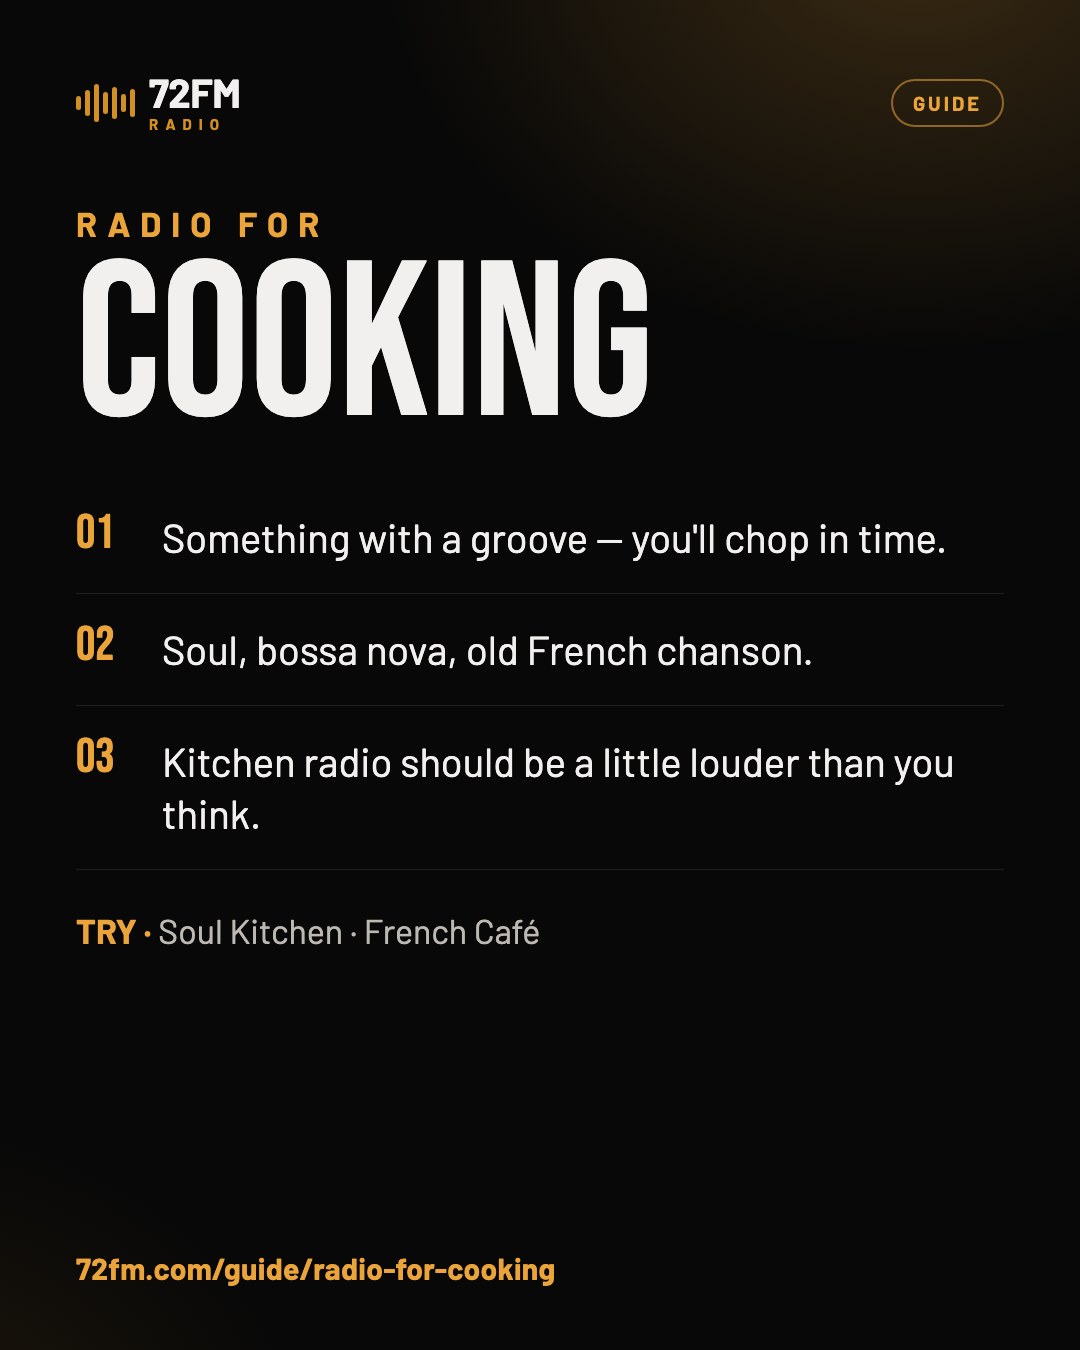 72FM
RADIO
GUIDE
RADIO FOR
COOKING
01 Something with a groove — you'll chop in time.
02 Soul, bossa nova, old French chanson.
03 Kitchen radio should be a little louder than you
think.
TRY · Soul Kitchen · French Café
72fm.com/guide/radio-for-cooking